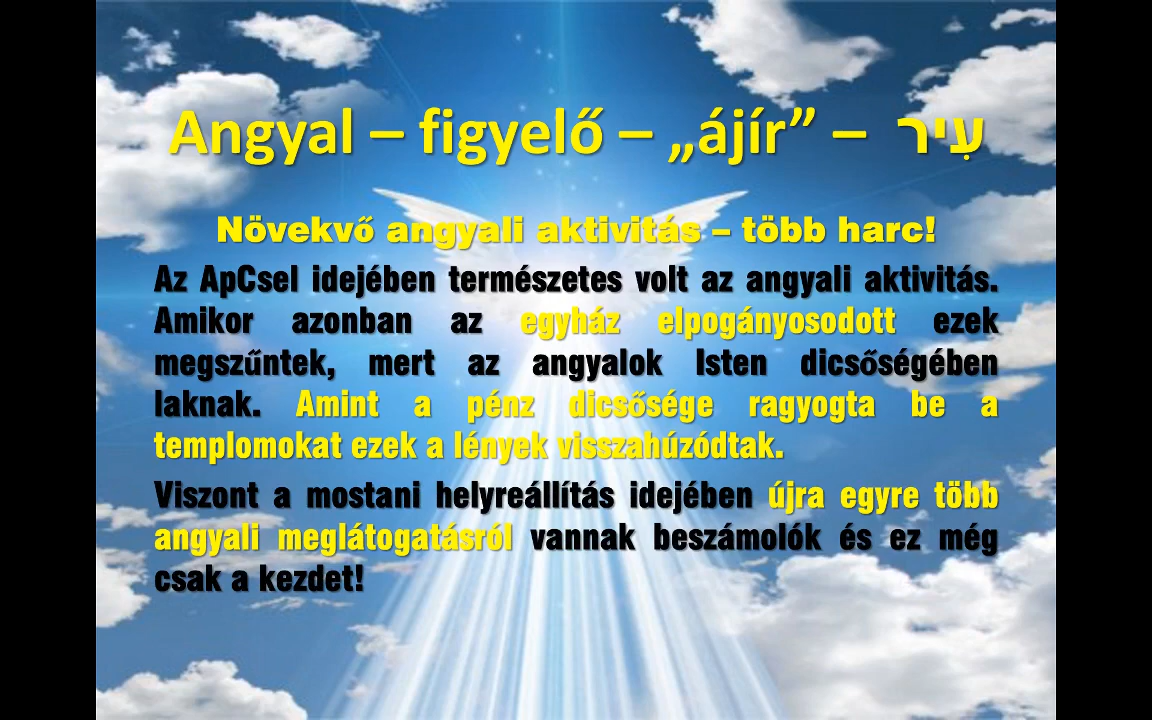 Angyal – figyelő – „ájír” – עִיר
Növekvő angyali aktivitás – több harc!
Az ApCsel idejében természetes volt az angyali aktivitás.
Amikor azonban az egyház elpogányosodott ezek
megszűntek, mert az angyalok Isten dicsőségében
laknak. Amint a pénz dicsősége ragyogta be a
templomokat ezek a lények visszahúzódtak.
Viszont a mostani helyreállítás idejében újra egyre több
angyali meglátogatásról vannak beszámolók és ez még
csak a kezdet!